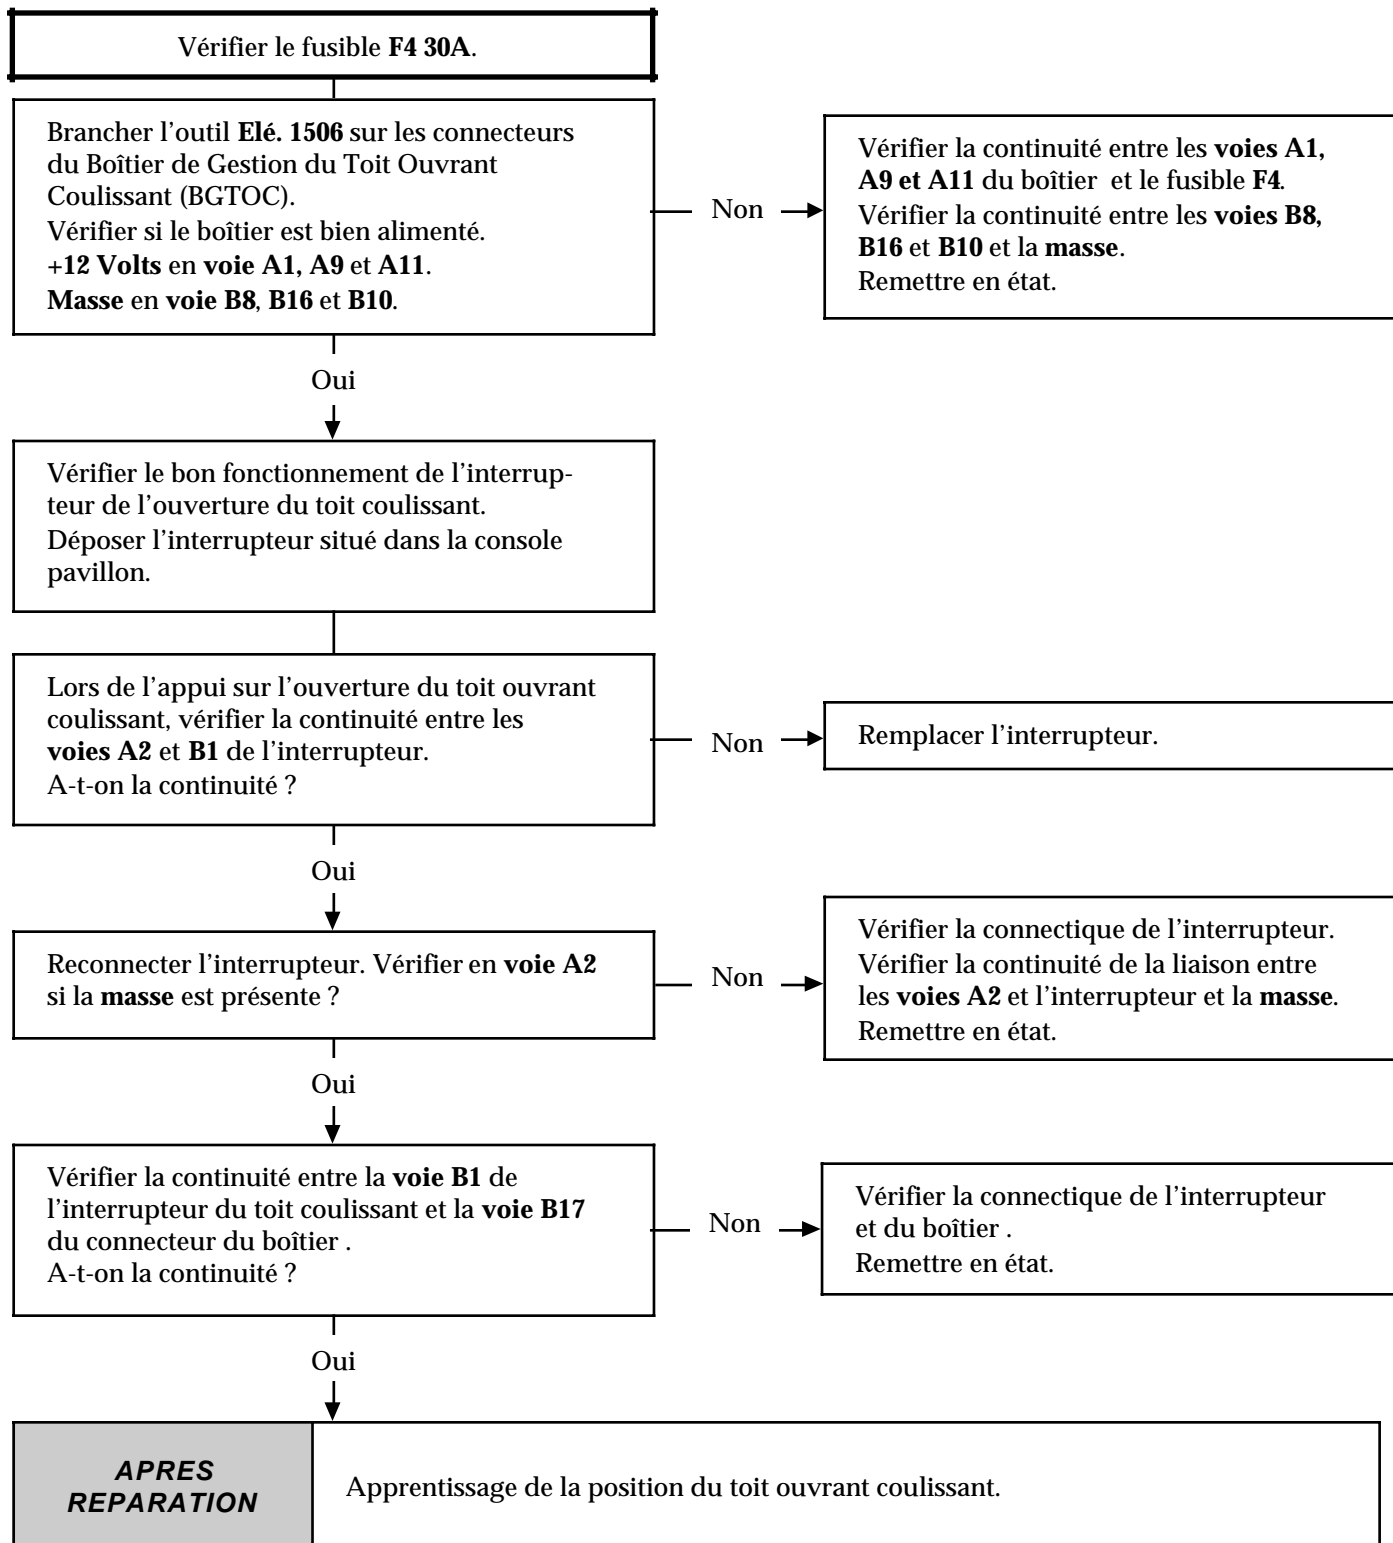 Vérifier le fusible F4 30A.
Brancher l'outil Elé. 1506 sur les connecteurs
du Boîtier de Gestion du Toit Ouvrant
Coulissant (BGTOC).
Vérifier si le boîtier est bien alimenté.
+12 Volts en voie A1, A9 et A11.
Masse en voie B8, B16 et B10.
Non
Vérifier la continuité entre les voies A1,
A9 et A11 du boîtier et le fusible F4.
Vérifier la continuité entre les voies B8,
B16 et B10 et la masse.
Remettre en état.
Oui
Vérifier le bon fonctionnement de l'interrup-
teur de l'ouverture du toit coulissant.
Déposer l'interrupteur situé dans la console
pavillon.
Lors de l'appui sur l'ouverture du toit ouvrant
coulissant, vérifier la continuité entre les
voies A2 et B1 de l'interrupteur.
A-t-on la continuité ?
Non
Remplacer l'interrupteur.
Oui
Reconnecter l'interrupteur. Vérifier en voie A2
si la masse est présente ?
Non
Vérifier la connectique de l'interrupteur.
Vérifier la continuité de la liaison entre
les voies A2 et l'interrupteur et la masse.
Remettre en état.
Oui
Vérifier la continuité entre la voie B1 de
l'interrupteur du toit coulissant et la voie B17
du connecteur du boîtier .
A-t-on la continuité ?
Non
Vérifier la connectique de l'interrupteur
et du boîtier .
Remettre en état.
Oui
APRES
REPARATION
Apprentissage de la position du toit ouvrant coulissant.